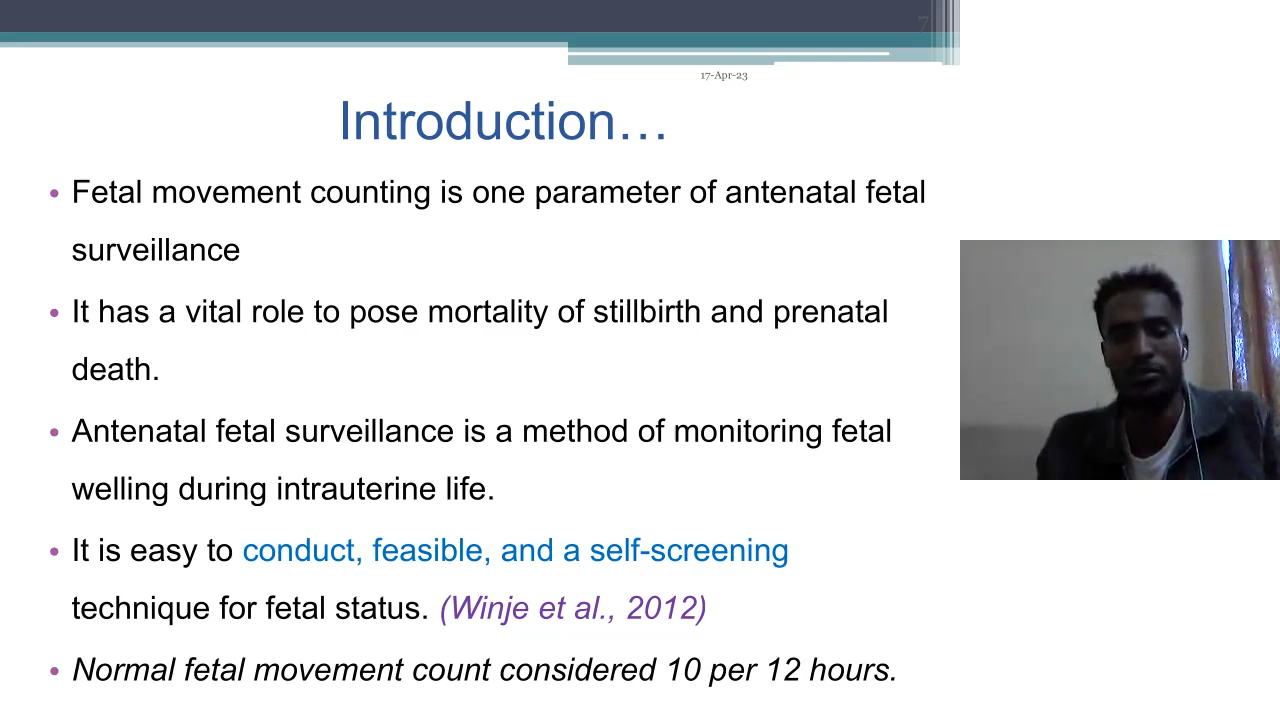 7
17-Apr-23
Introduction…
• Fetal movement counting is one parameter of antenatal fetal
surveillance
• It has a vital role to pose mortality of stillbirth and prenatal
death.
• Antenatal fetal surveillance is a method of monitoring fetal
welling during intrauterine life.
• It is easy to conduct, feasible, and a self-screening
technique for fetal status. (Winje et al., 2012)
• Normal fetal movement count considered 10 per 12 hours.